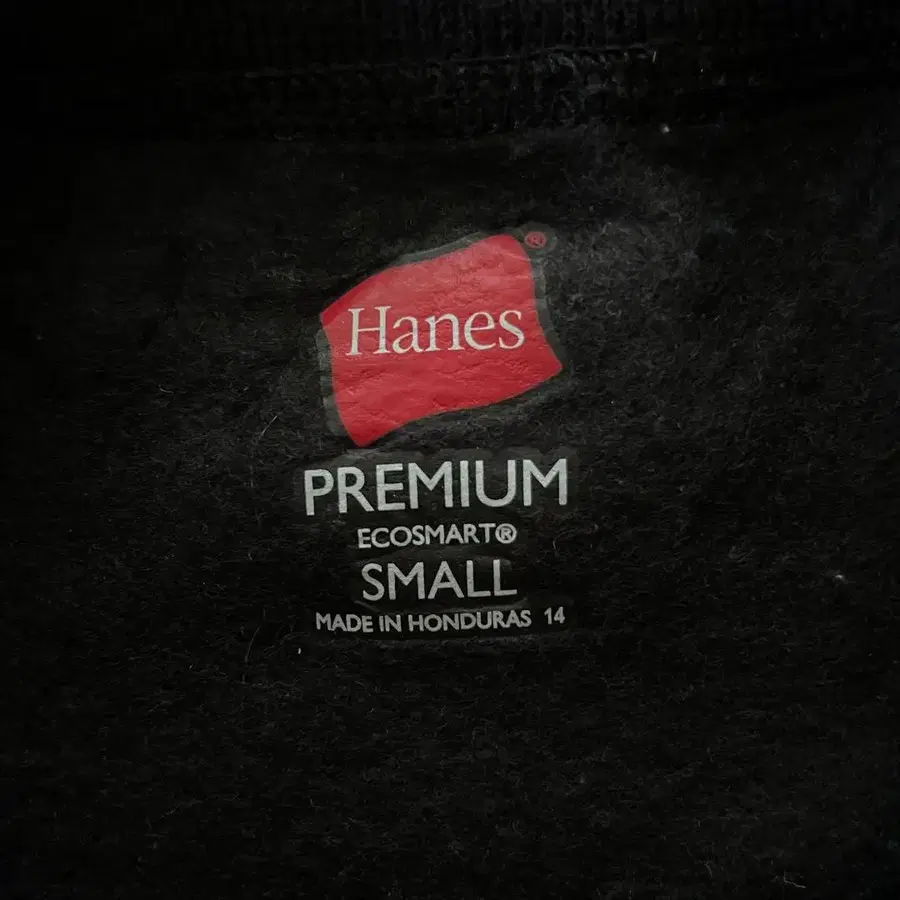 Hanes®
PREMIUM
ECOSMART®
SMALL
MADE IN HONDURAS 14